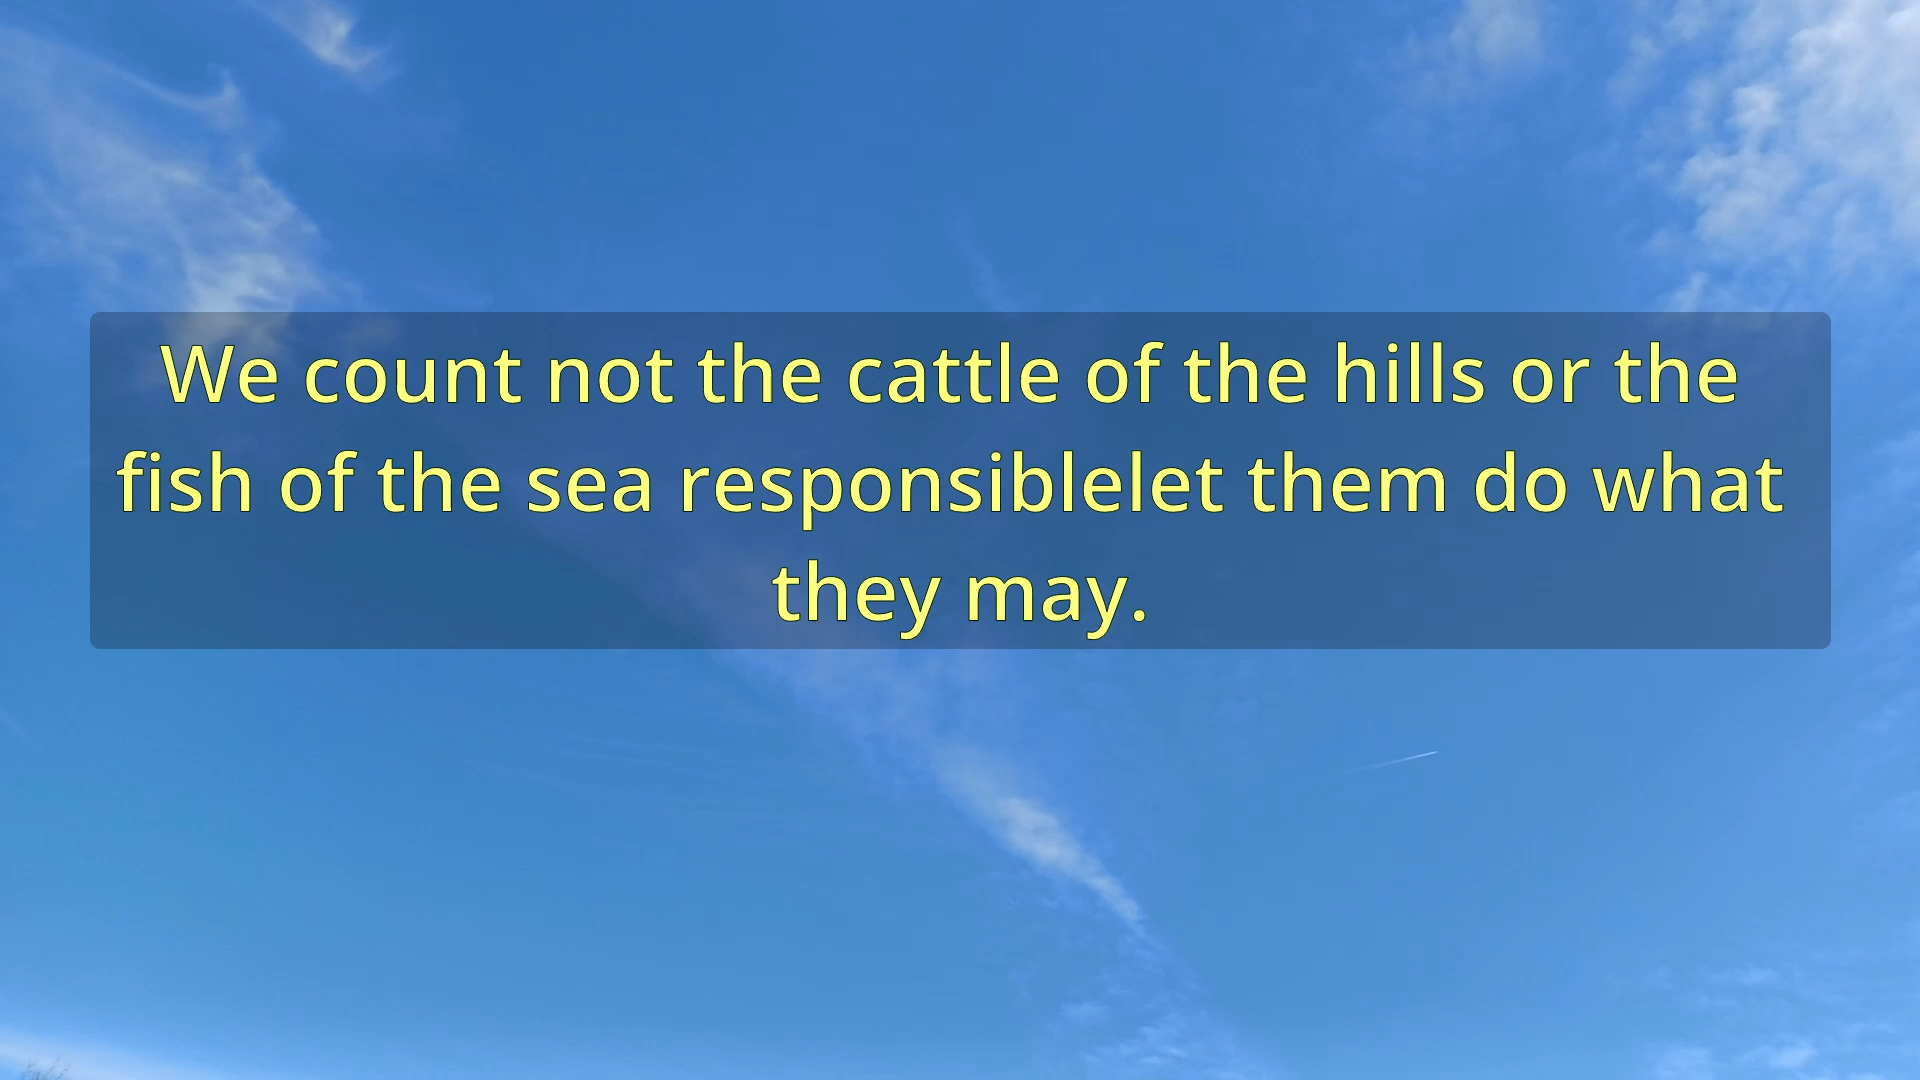 We count not the cattle of the hills or the
fish of the sea responsiblelet them do what
they may.